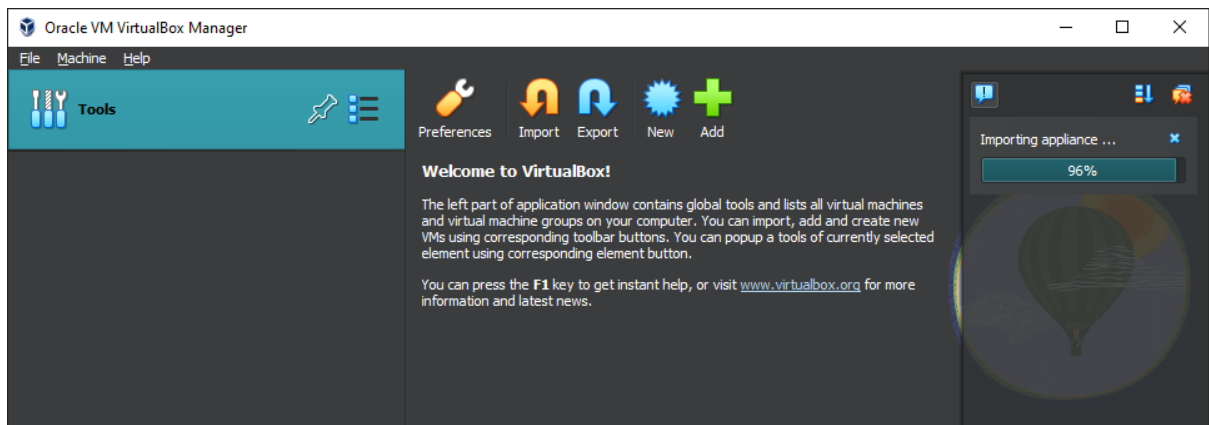 Oracle VM VirtualBox Manager
File Machine Help
Tools
Preferences Import Export New Add
Welcome to VirtualBox!
The left part of application window contains global tools and lists all virtual machines
and virtual machine groups on your computer. You can import, add and create new
VMs using corresponding toolbar buttons. You can popup a tools of currently selected
element using corresponding element button.
You can press the F1 key to get instant help, or visit www.virtualbox.org for more
information and latest news.
Importing appliance ...
96%